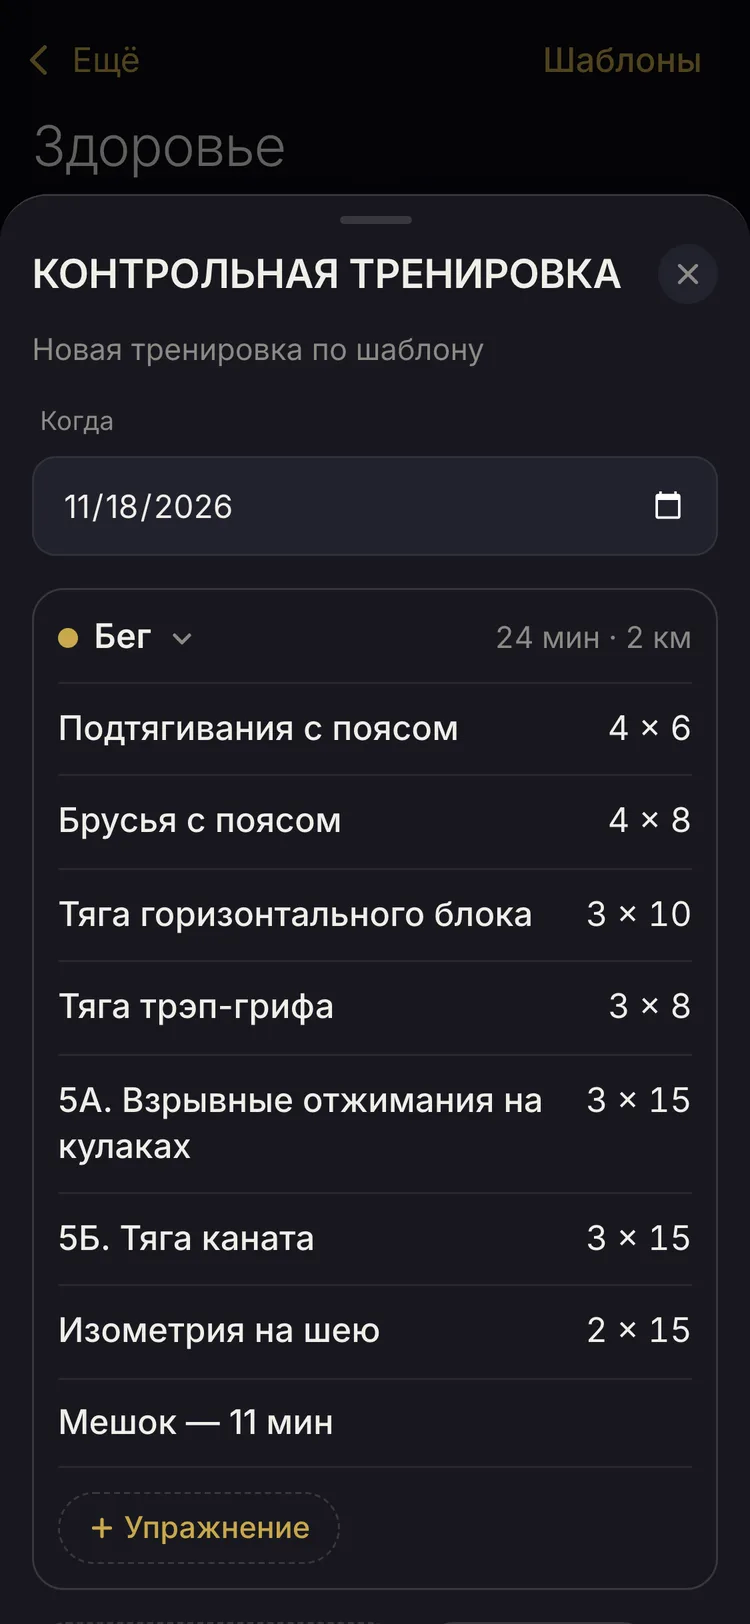 Ещё
Шаблоны
Здоровье
КОНТРОЛЬНАЯ ТРЕНИРОВКА
Новая тренировка по шаблону
Когда
11/18/2026
Бег 24 мин · 2 км
Подтягивания с поясом 4 × 6
Брусья с поясом 4 × 8
Тяга горизонтального блока 3 × 10
Тяга трэп-грифа 3 × 8
5А. Взрывные отжимания на 3 × 15
кулаках
5Б. Тяга каната 3 × 15
Изометрия на шею 2 × 15
Мешок — 11 мин
+ Упражнение